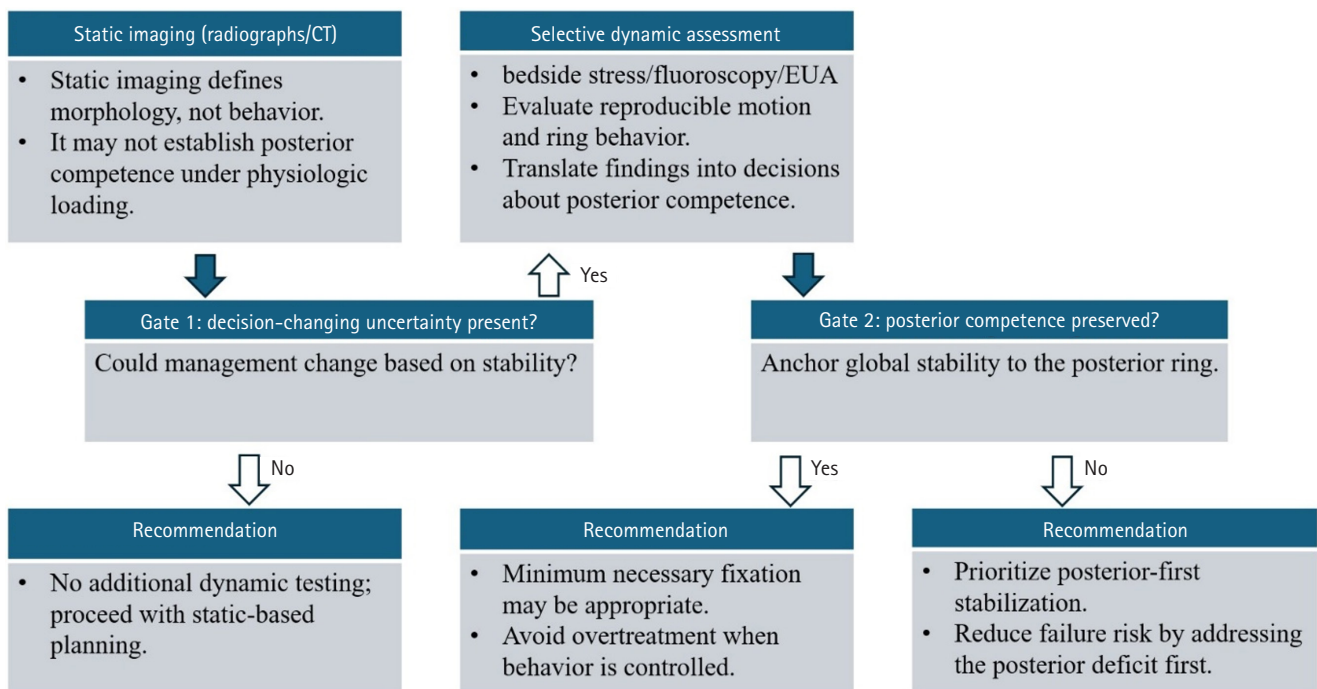 Static imaging (radiographs/CT)
• Static imaging defines
morphology, not behavior.
• It may not establish posterior
competence under physiologic
loading.
Selective dynamic assessment
• bedside stress/fluoroscopy/EUA
• Evaluate reproducible motion
and ring behavior.
• Translate findings into decisions
about posterior competence.
Yes
Gate 1: decision-changing uncertainty present?
Could management change based on stability?
Gate 2: posterior competence preserved?
Anchor global stability to the posterior ring.
No
Yes
No
Recommendation
• No additional dynamic testing;
proceed with static-based
planning.
Recommendation
• Minimum necessary fixation
may be appropriate.
• Avoid overtreatment when
behavior is controlled.
Recommendation
• Prioritize posterior-first
stabilization.
• Reduce failure risk by addressing
the posterior deficit first.